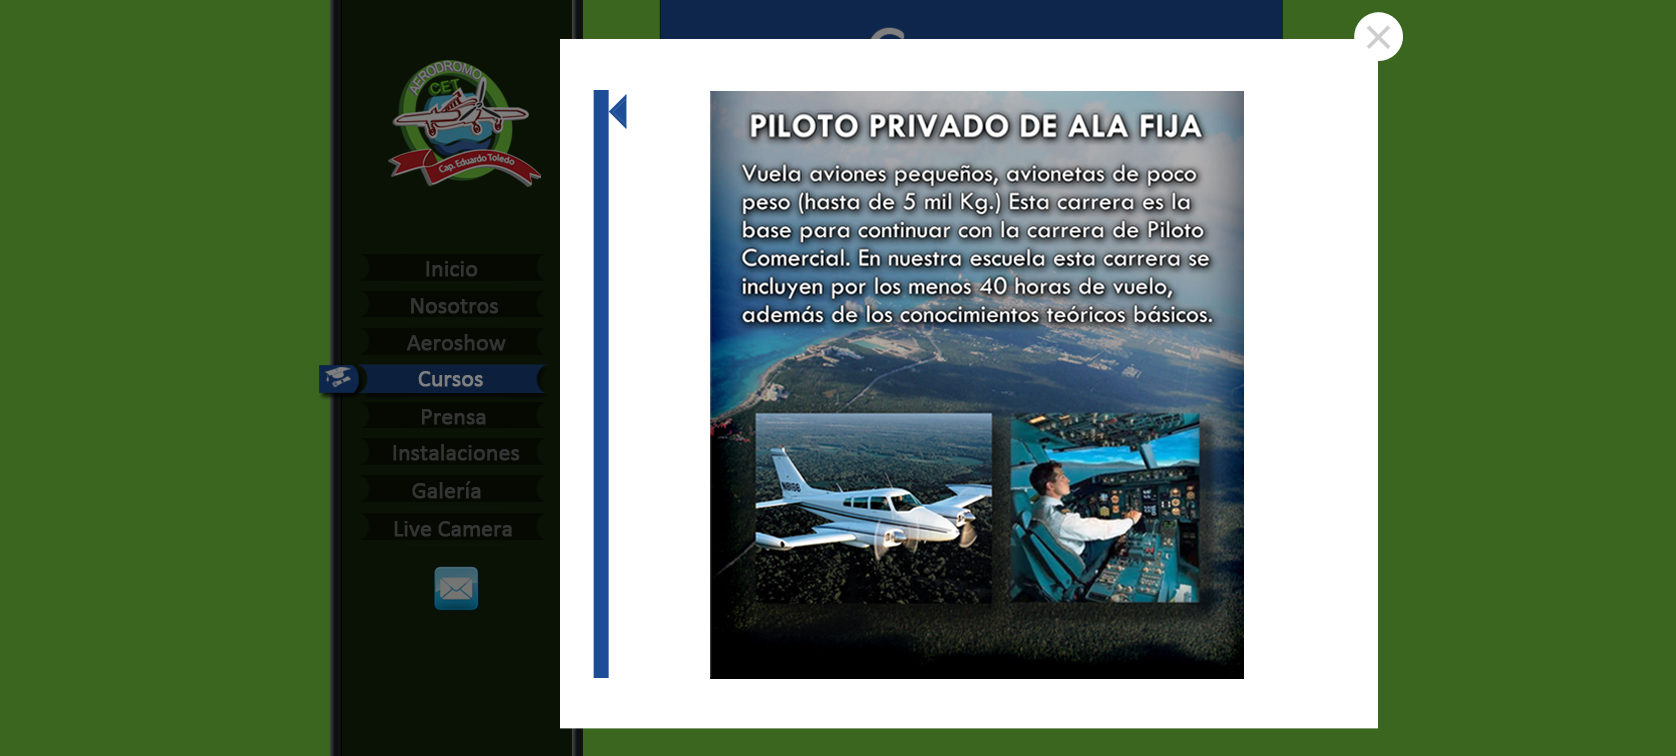 AERODROMO
CET
Cap. Eduardo Toledo
Inicio
Nosotros
Aeroshow
Cursos
Prensa
Instalaciones
Galería
Live Camera
PILOTO PRIVADO DE ALA FIJA
Vuela aviones pequeños, avionetas de poco
peso (hasta de 5 mil Kg.) Esta carrera es la
base para continuar con la carrera de Piloto
Comercial. En nuestra escuela esta carrera se
incluyen por los menos 40 horas de vuelo,
además de los conocimientos teóricos básicos.